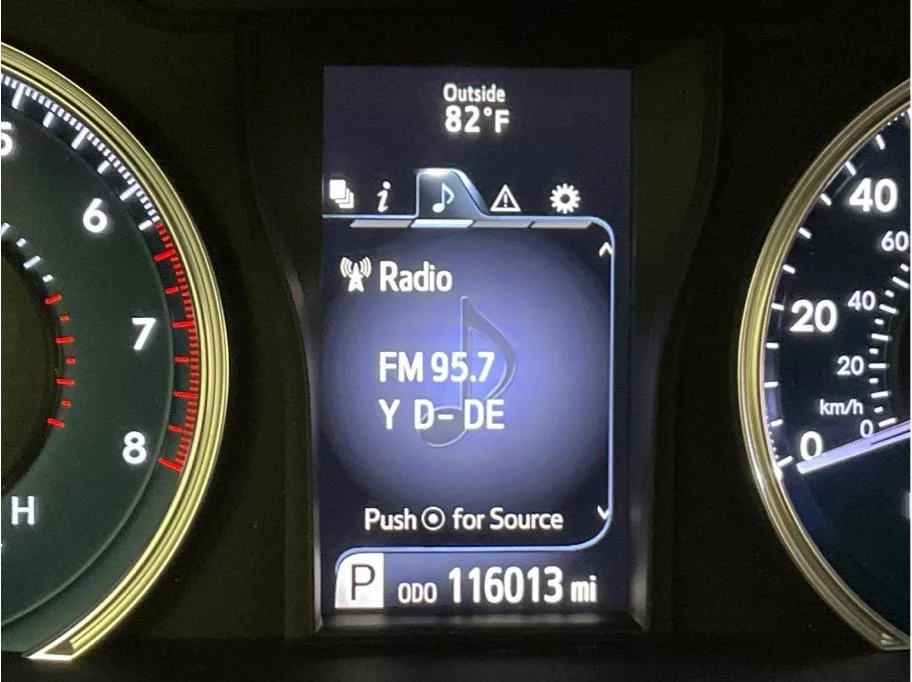 Outside
82°F
i
Radio
FM 95.7
Y D- DE
Push for Source
P ODO 116013 mi
5
6
7
8
H
40
20
0
60
40
20
km/h
0